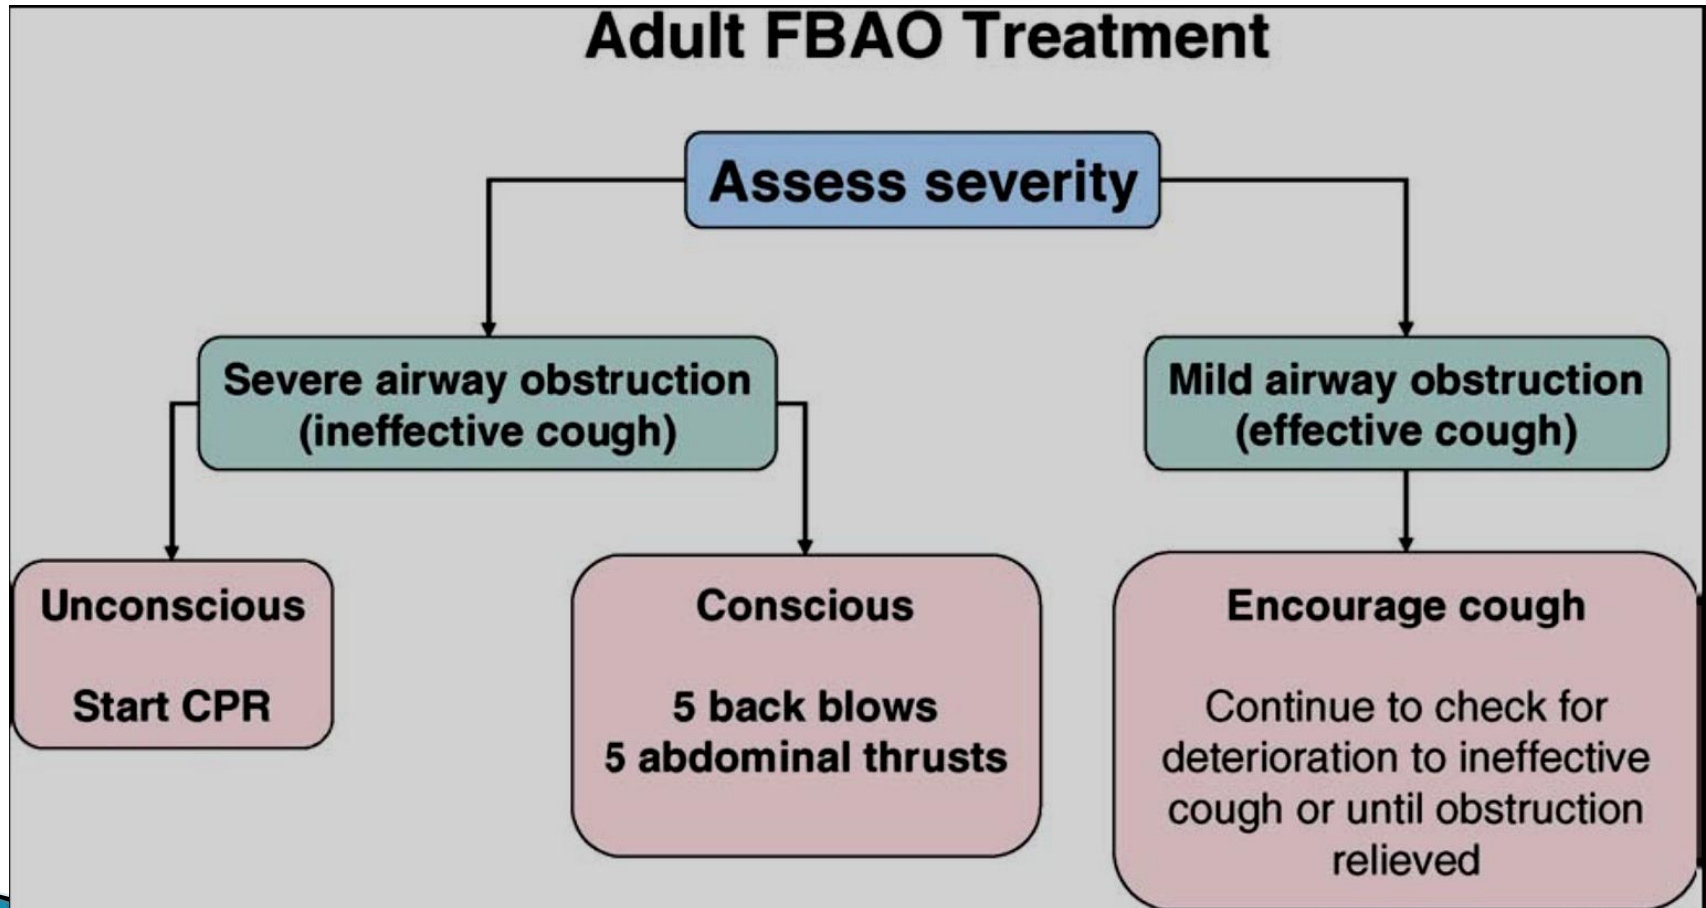 Adult FBAO Treatment
Assess severity
Severe airway obstruction
(ineffective cough)
Mild airway obstruction
(effective cough)
Unconscious
Start CPR
Conscious
5 back blows
5 abdominal thrusts
Encourage cough
Continue to check for
deterioration to ineffective
cough or until obstruction
relieved